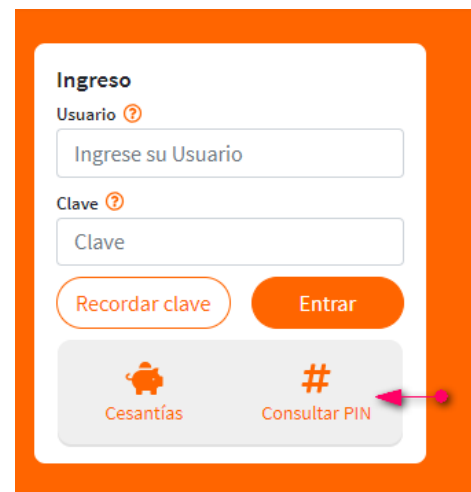 Ingreso
Usuario ?
Ingrese su Usuario
Clave ?
Clave
Recordar clave Entrar
#
Cesantías Consultar PIN